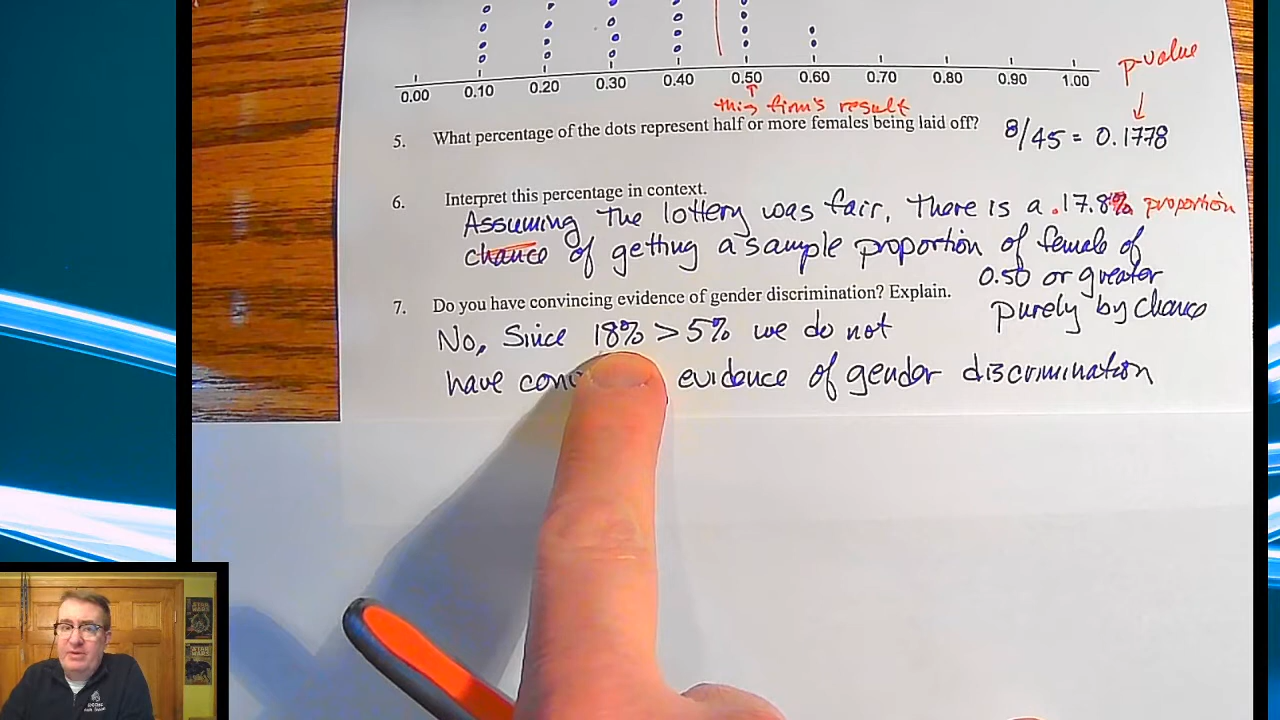 0.00 0.10 0.20 0.30 0.40 0.50 0.60 0.70 0.80 0.90 1.00
p-value
this firm's result
5. What percentage of the dots represent half or more females being laid off? 8/45 = 0.1778
6. Interpret this percentage in context.
Assuming the lottery was fair, There is a .17.8% proportion
chance of getting a sample proportion of female of
0.50 or greater
purely by chance
7. Do you have convincing evidence of gender discrimination? Explain.
No, Since 18% > 5% we do not
have evidence of gender discrimination
STAR WARS
STAR WARS